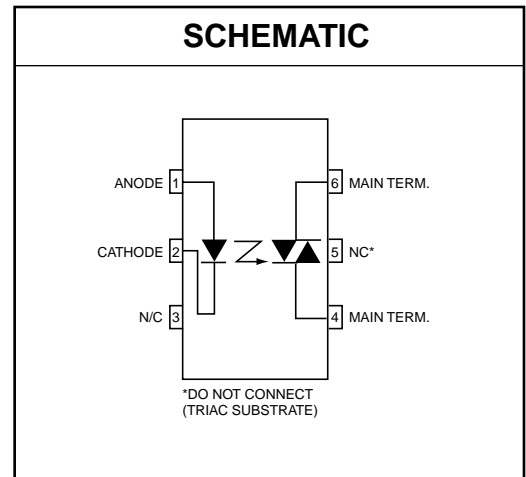 SCHEMATIC
ANODE 1
6 MAIN TERM.
CATHODE 2
5 NC*
N/C 3
4 MAIN TERM.
*DO NOT CONNECT
(TRIAC SUBSTRATE)